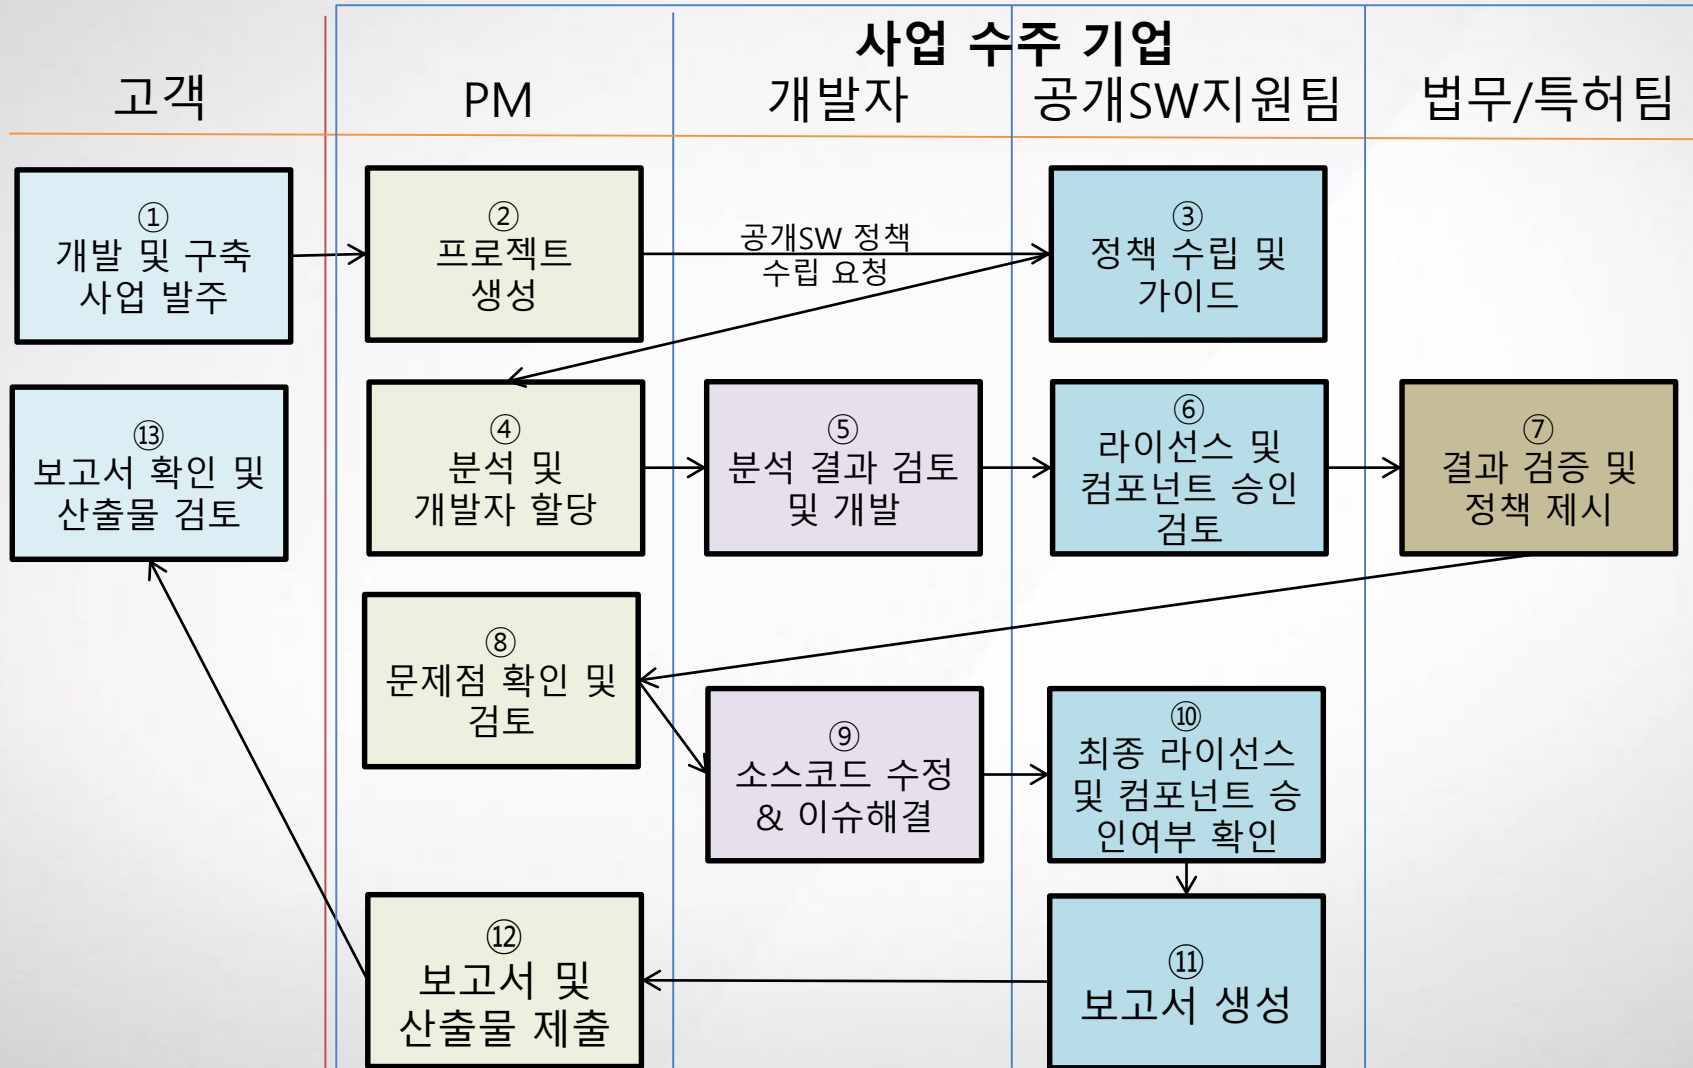 사업 수주 기업
고객
PM
개발자
공개SW지원팀
법무/특허팀
①
개발 및 구축
사업 발주
②
프로젝트
생성
공개SW 정책
수립 요청
③
정책 수립 및
가이드
⑬
보고서 확인 및
산출물 검토
④
분석 및
개발자 할당
⑤
분석 결과 검토
및 개발
⑥
라이선스 및
컴포넌트 승인
검토
⑦
결과 검증 및
정책 제시
⑧
문제점 확인 및
검토
⑨
소스코드 수정
& 이슈해결
⑩
최종 라이선스
및 컴포넌트 승
인여부 확인
⑫
보고서 및
산출물 제출
⑪
보고서 생성